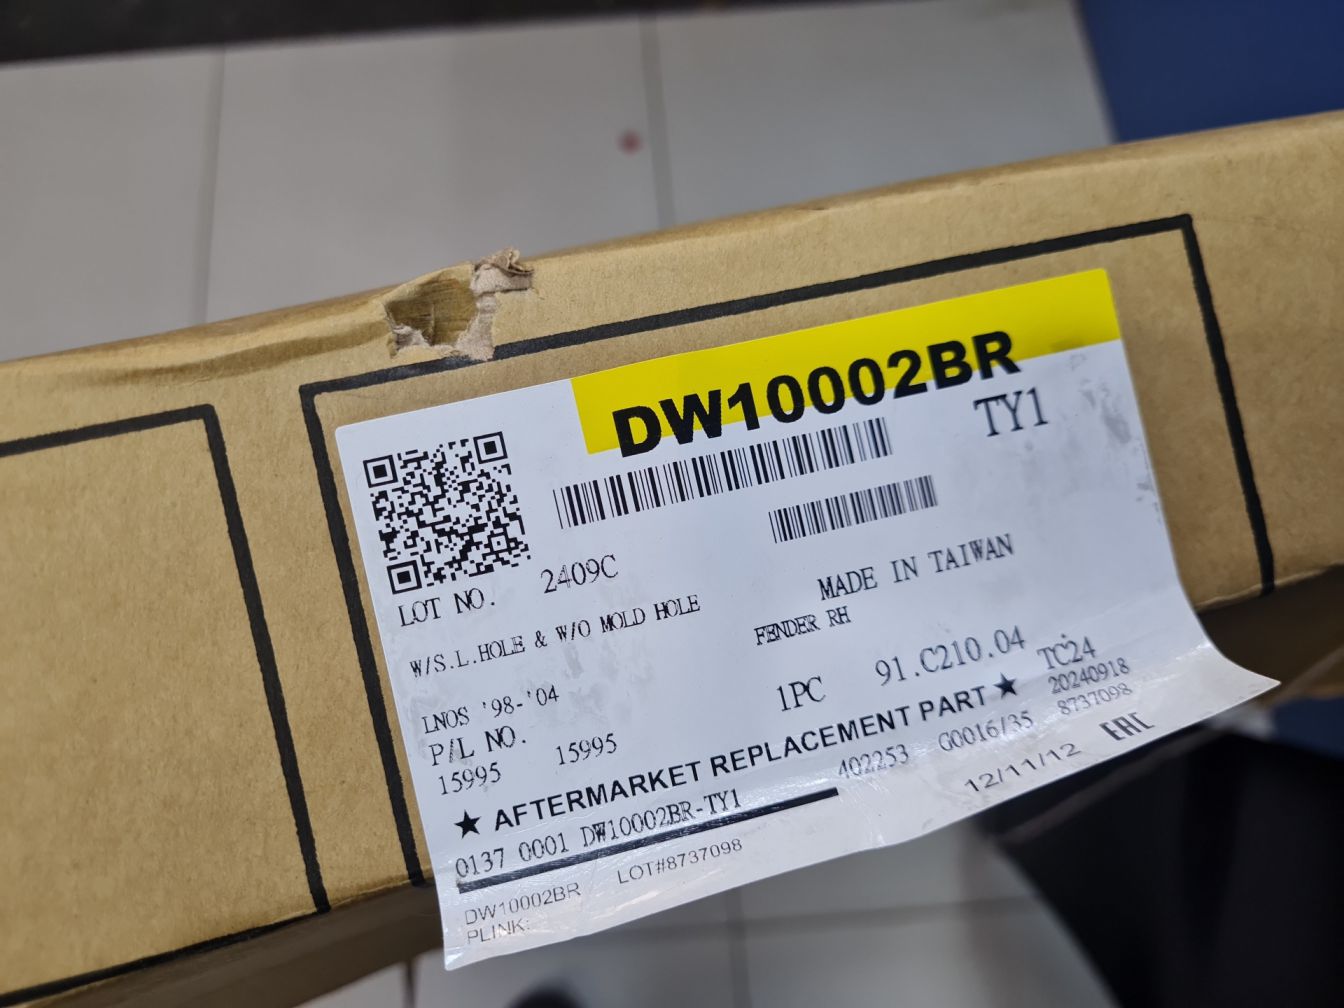 DW10002BR
TY1
LOT NO. 2409C
MADE IN TAIWAN
W/S.L.HOLE & W/O MOLD HOLE
FENDER RH
LNOS '98-'04
1PC 91.C210.04 TC24
P/L NO. 15995
15995
20240918
★ AFTERMARKET REPLACEMENT PART ★
402253 G0016/35 8737098
0137 0001 DW10002BR-TY1
12/11/12 EAC
DW10002BR LOT#8737098
PLINK: